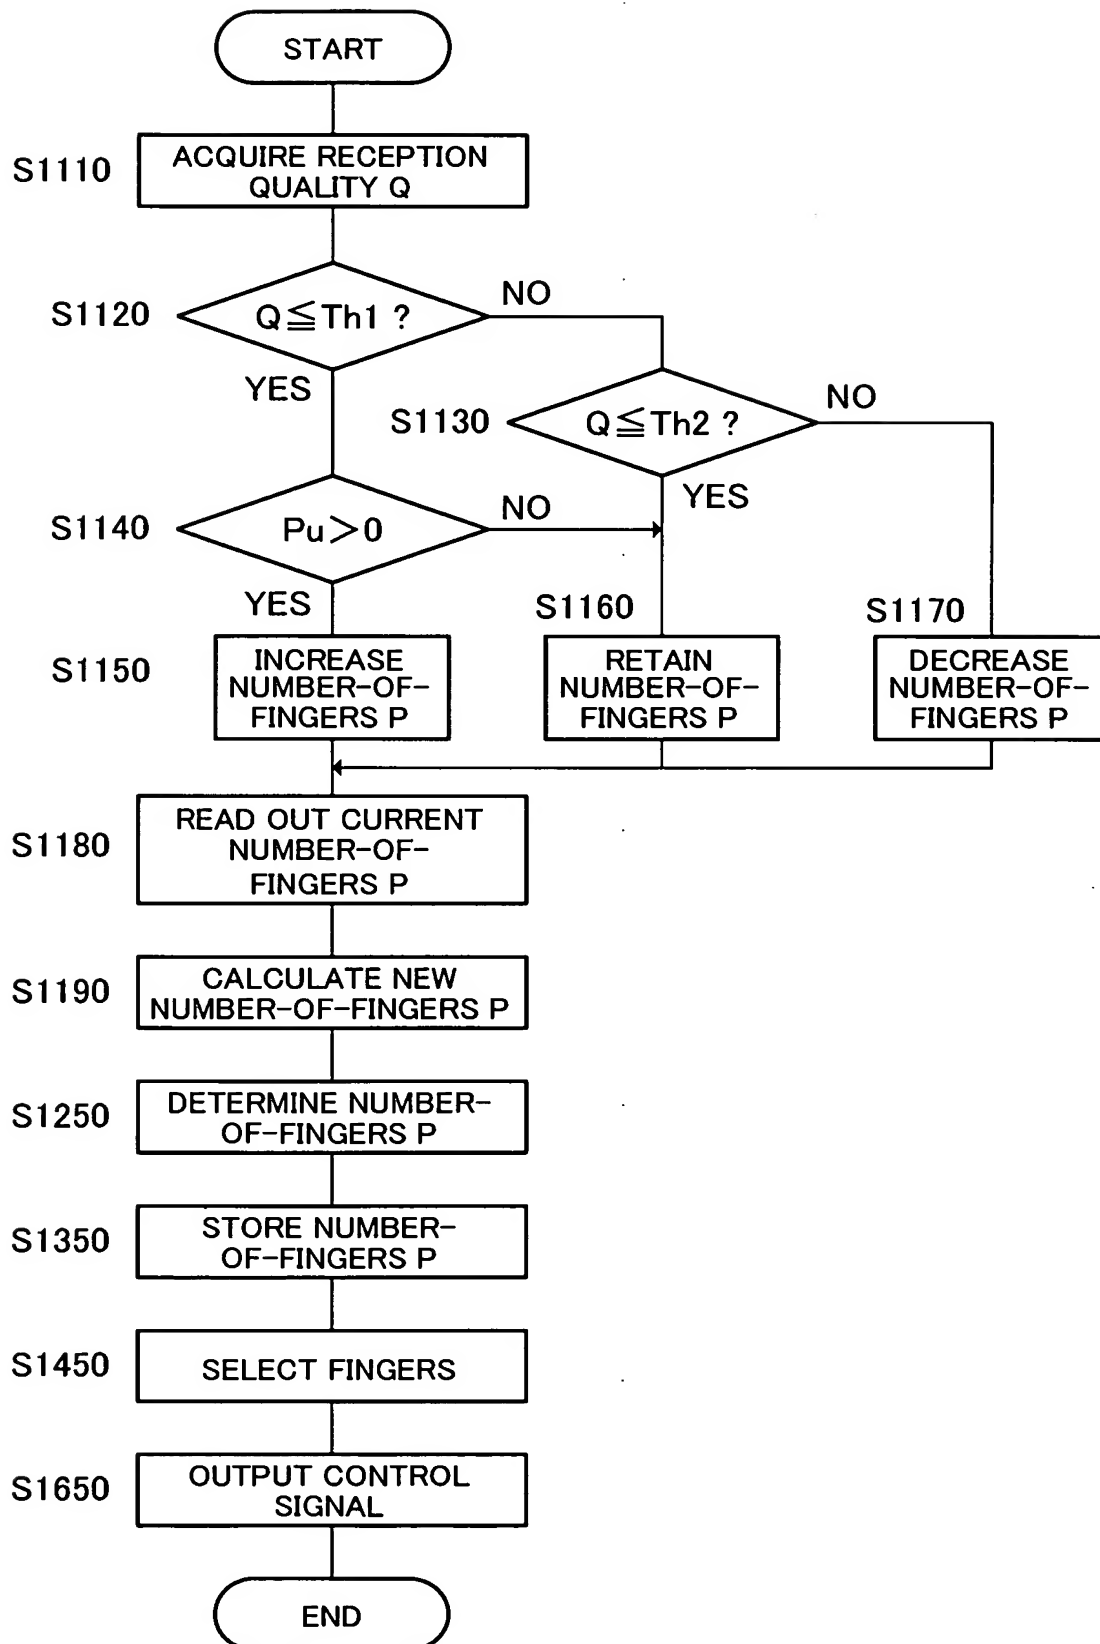 START
S1110
ACQUIRE RECEPTION
QUALITY Q
S1120
Q≦Th1 ?
NO
YES
S1130
Q≦Th2 ?
NO
YES
S1140
Pu>0
NO
YES
S1150
INCREASE
NUMBER-OF-
FINGERS P
S1160
RETAIN
NUMBER-OF-
FINGERS P
S1170
DECREASE
NUMBER-OF-
FINGERS P
S1180
READ OUT CURRENT
NUMBER-OF-
FINGERS P
S1190
CALCULATE NEW
NUMBER-OF-FINGERS P
S1250
DETERMINE NUMBER-
OF-FINGERS P
S1350
STORE NUMBER-
OF-FINGERS P
S1450
SELECT FINGERS
S1650
OUTPUT CONTROL
SIGNAL
END